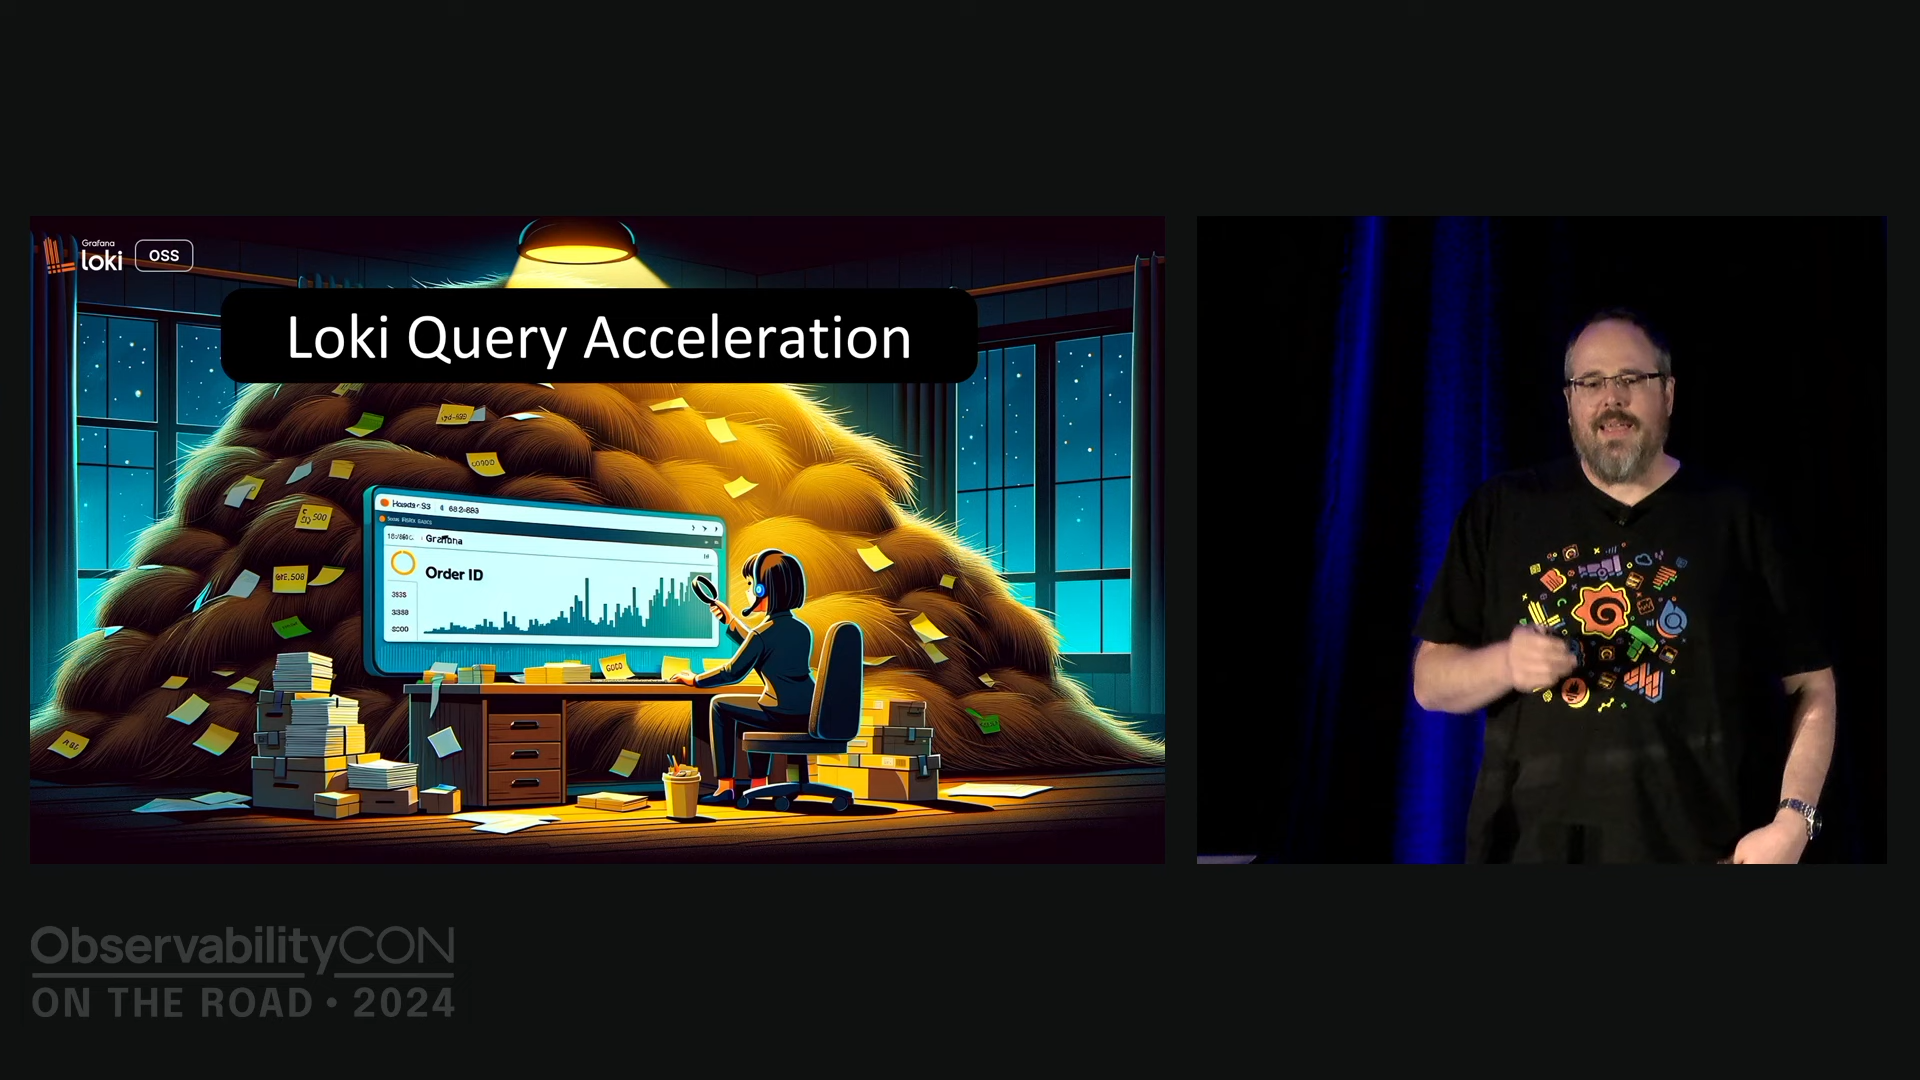 Grafana
loki
OSS
Loki Query Acceleration
Grafana
Order ID
ObservabilityCON
ON THE ROAD • 2024